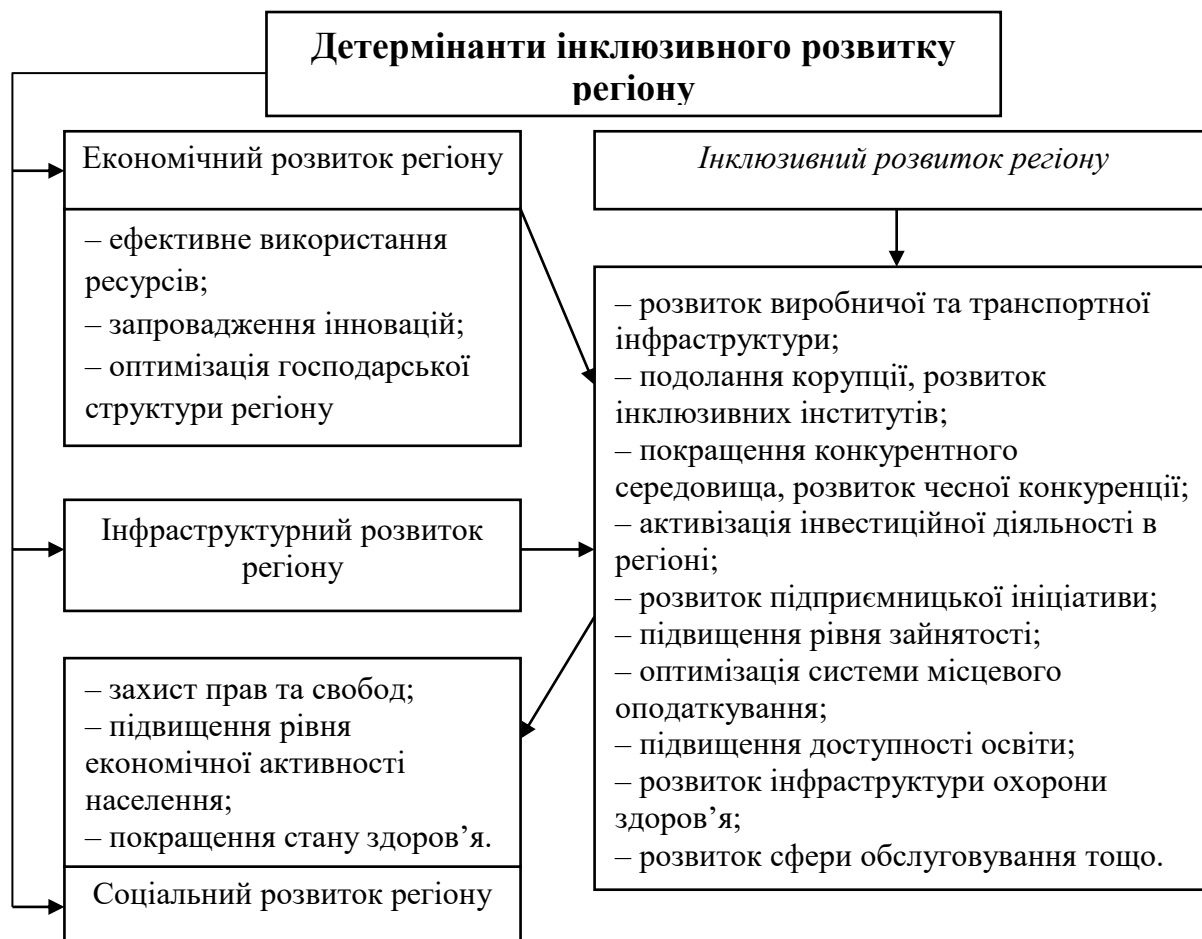 Детермінанти інклюзивного розвитку
регіону
Економічний розвиток регіону
– ефективне використання
ресурсів;
– запровадження інновацій;
– оптимізація господарської
структури регіону
Інфраструктурний розвиток
регіону
– захист прав та свобод;
– підвищення рівня
економічної активності
населення;
– покращення стану здоров’я.
Соціальний розвиток регіону
Інклюзивний розвиток регіону
– розвиток виробничої та транспортної
інфраструктури;
– подолання корупції, розвиток
інклюзивних інститутів;
– покращення конкурентного
середовища, розвиток чесної конкуренції;
– активізація інвестиційної діяльності в
регіоні;
– розвиток підприємницької ініціативи;
– підвищення рівня зайнятості;
– оптимізація системи місцевого
оподаткування;
– підвищення доступності освіти;
– розвиток інфраструктури охорони
здоров’я;
– розвиток сфери обслуговування тощо.